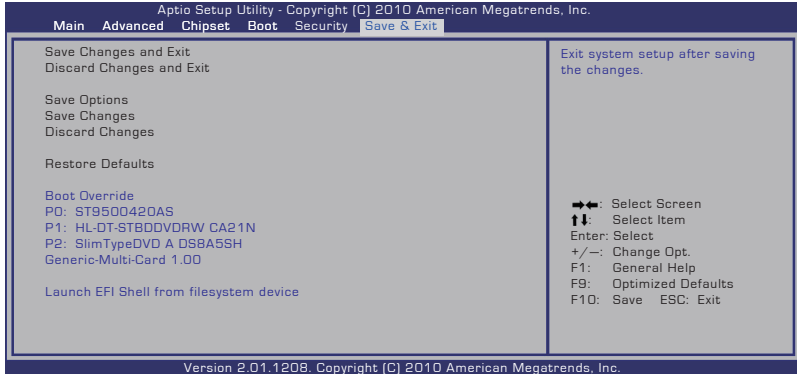 Aptio Setup Utility - Copyright (C) 2010 American Megatrends, Inc.
Main Advanced Chipset Boot Security Save & Exit
Save Changes and Exit
Discard Changes and Exit
Save Options
Save Changes
Discard Changes
Restore Defaults
Boot Override
P0: ST9500420AS
P1: HL-DT-STBDDVDRW CA21N
P2: SlimTypeDVD A DS8A5SH
Generic-Multi-Card 1.00
Launch EFI Shell from filesystem device
Exit system setup after saving
the changes.
➡⬅: Select Screen
⬆⬇: Select Item
Enter: Select
+/—: Change Opt.
F1: General Help
F9: Optimized Defaults
F10: Save ESC: Exit
Version 2.01.1208. Copyright (C) 2010 American Megatrends, Inc.